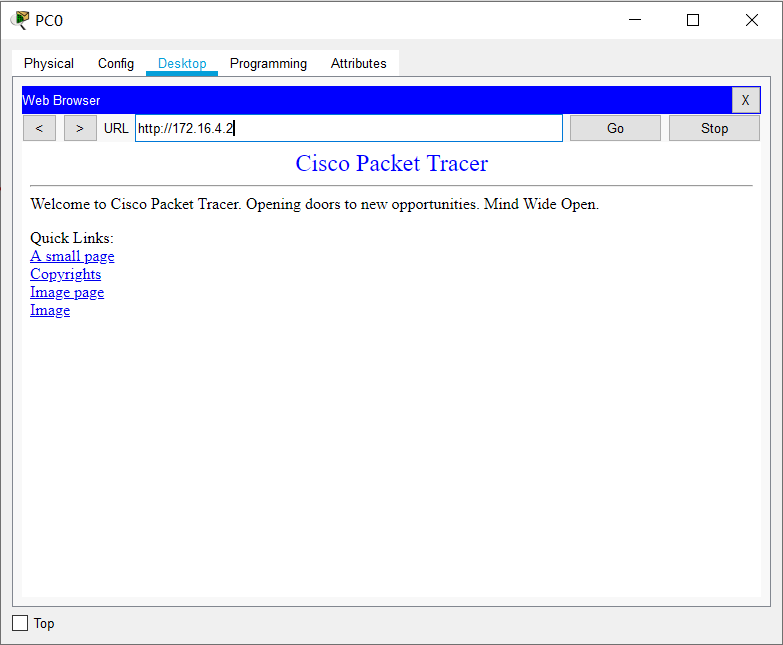 PC0
Physical Config Desktop Programming Attributes
Web Browser X
< > URL http://172.16.4.2 Go Stop
Cisco Packet Tracer
Welcome to Cisco Packet Tracer. Opening doors to new opportunities. Mind Wide Open.
Quick Links:
A small page
Copyrights
Image page
Image
Top